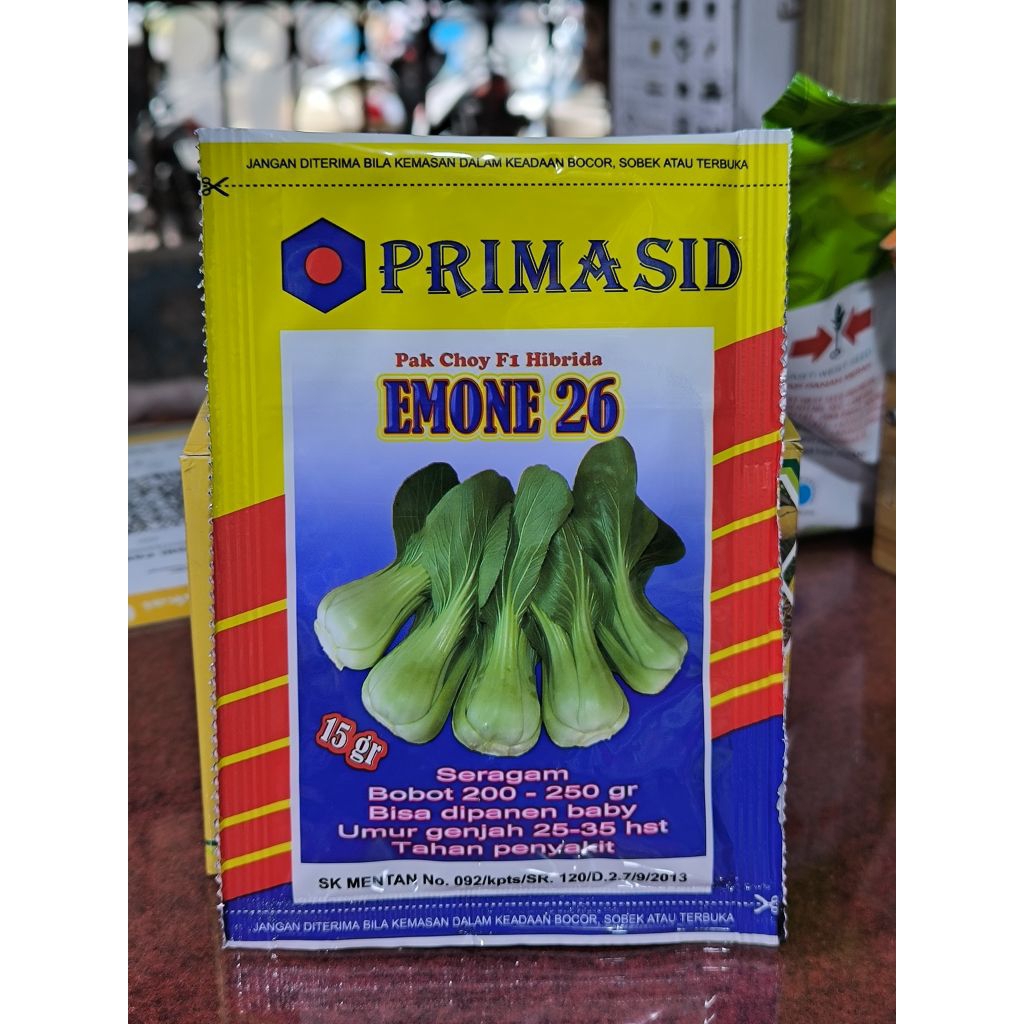 JANGAN DITERIMA BILA KEMASAN DALAM KEADAAN BOCOR, SOBEK ATAU TERBUKA
PRIMASID
Pak Choy F1 Hibrida
EMONE 26
15 gr
Seragam
Bobot 200 - 250 gr
Bisa dipanen baby
Umur genjah 25-35 hst
Tahan penyakit
SK MENTAN No. 092/kpts/SR. 120/D.2-7/9/2013
JANGAN DITERIMA BILA KEMASAN DALAM KEADAAN BOCOR, SOBEK ATAU TERBUKA